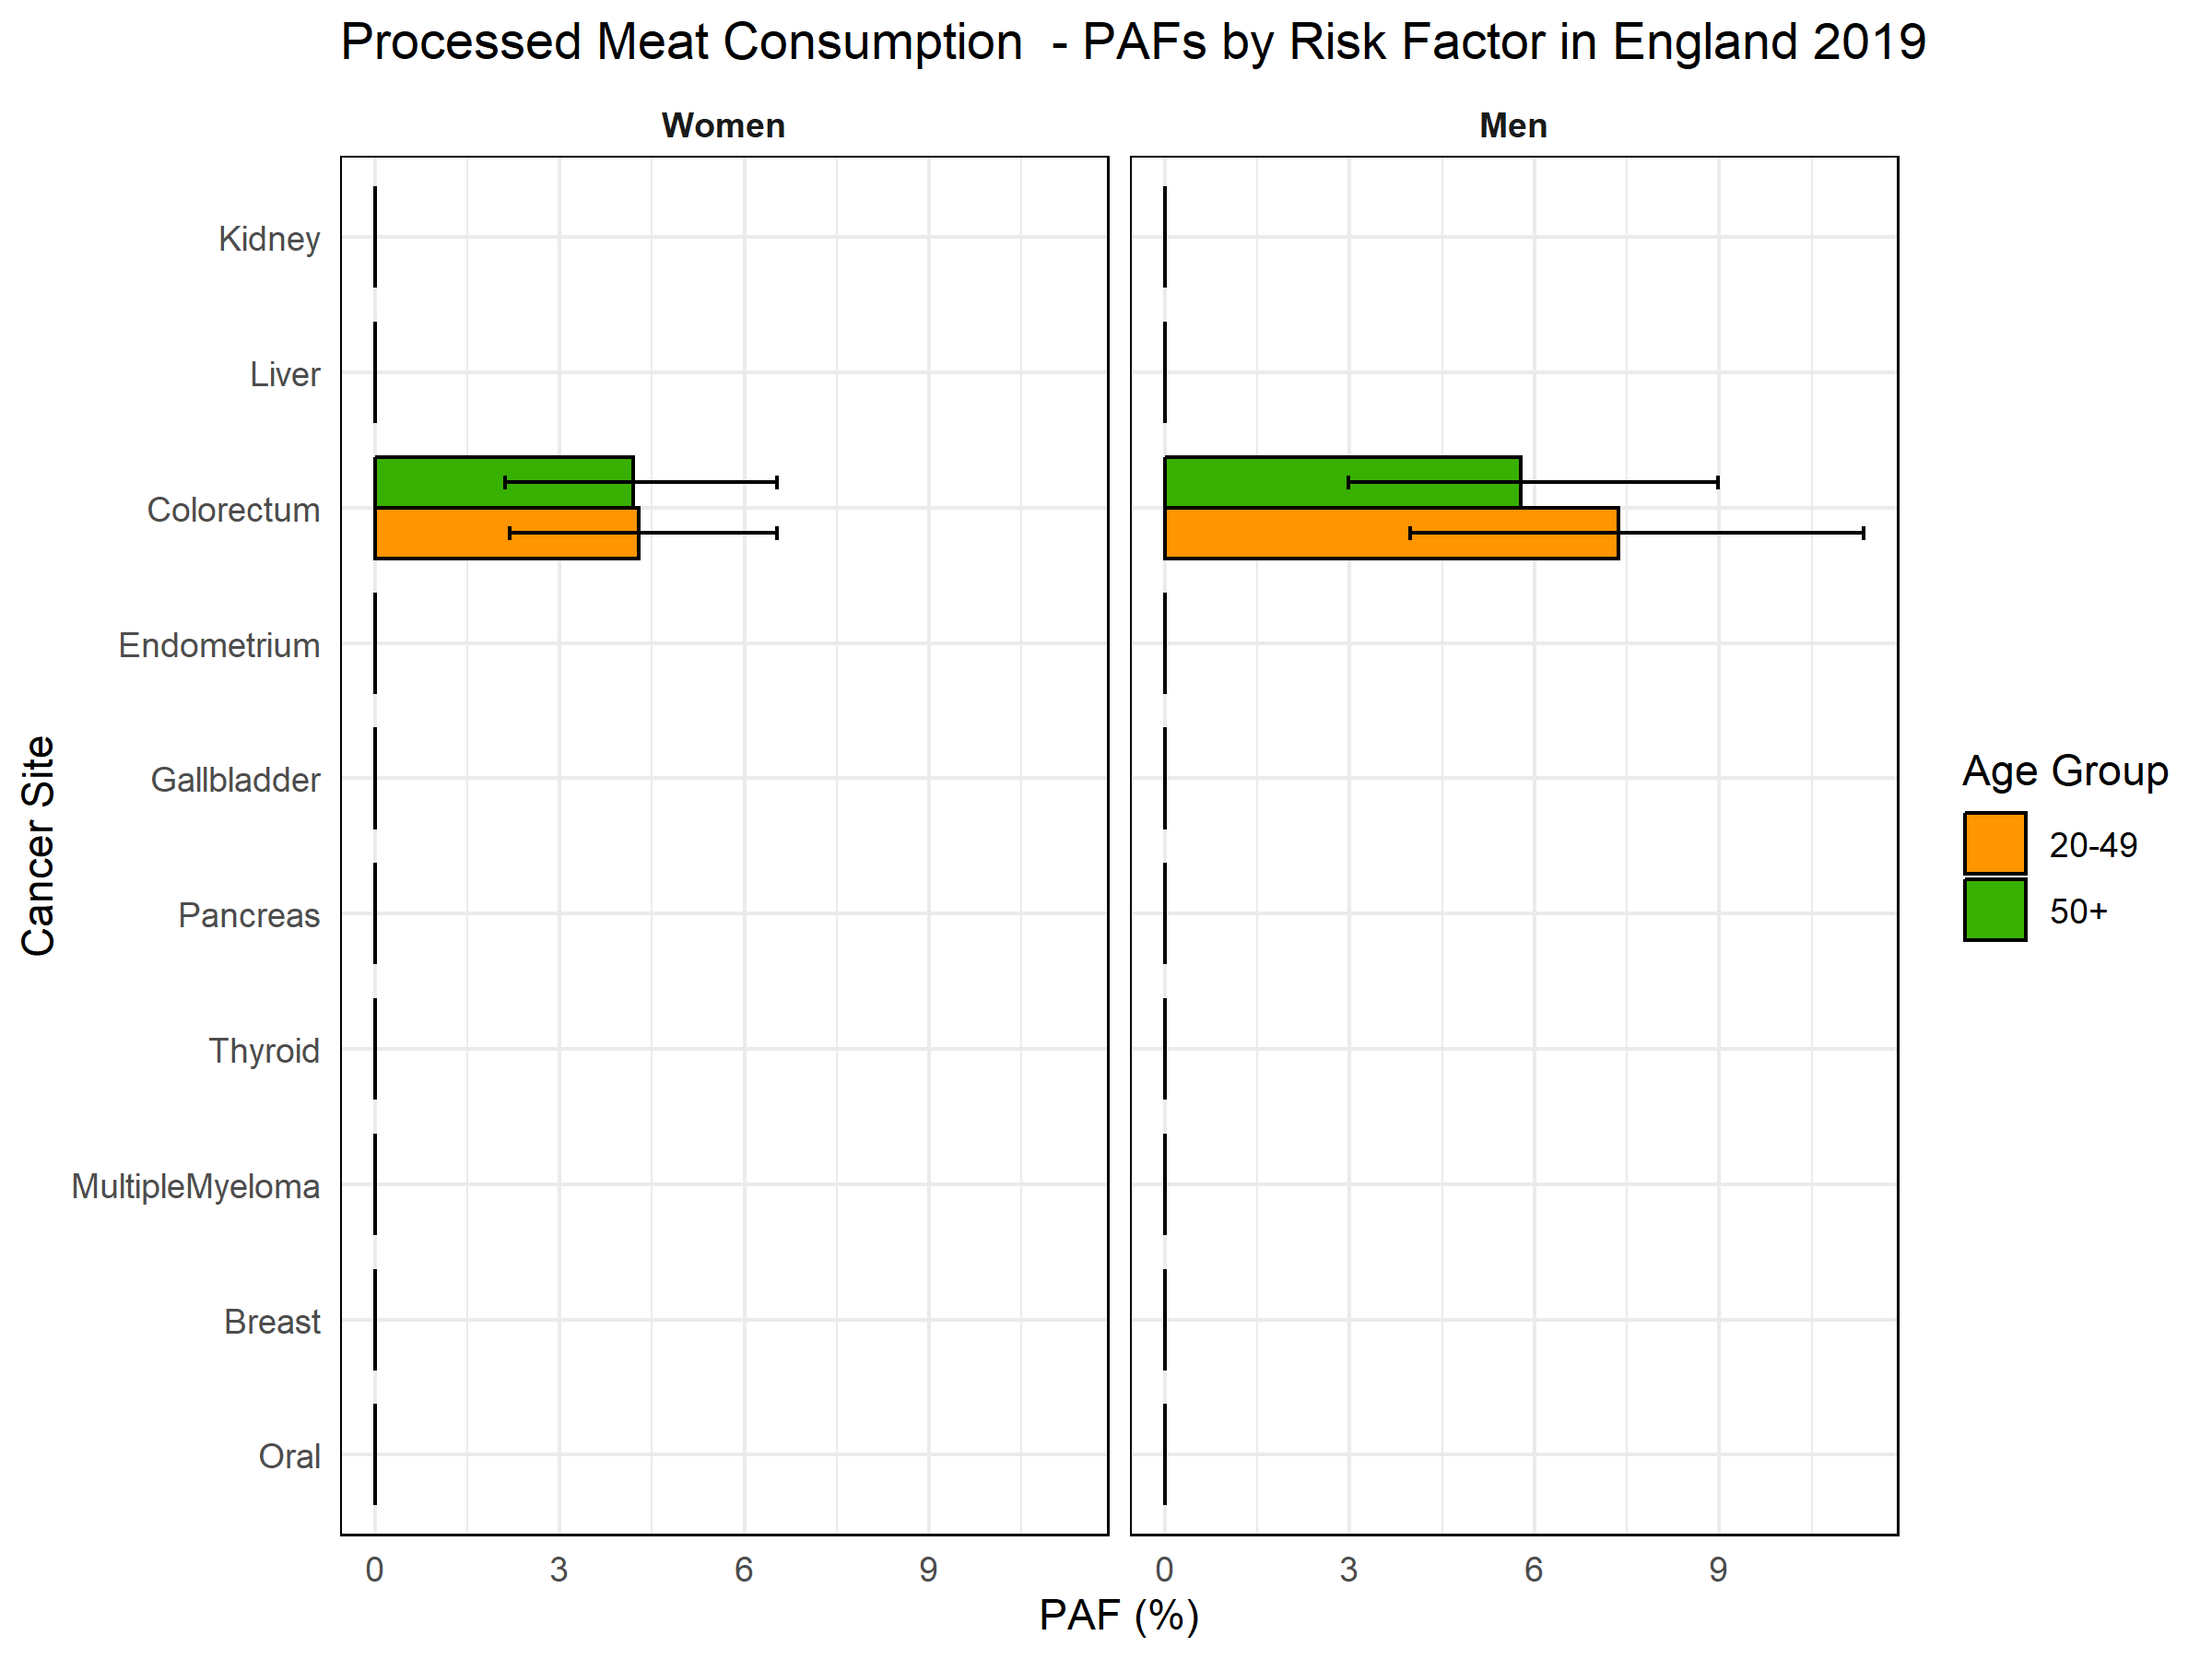 Processed Meat Consumption  - PAFs by Risk Factor in England 2019
Women
Men
Cancer Site
Kidney
Liver
Colorectum
Endometrium
Gallbladder
Pancreas
Thyroid
MultipleMyeloma
Breast
Oral
0 3 6 9
0 3 6 9
PAF (%)
Age Group
20-49
50+